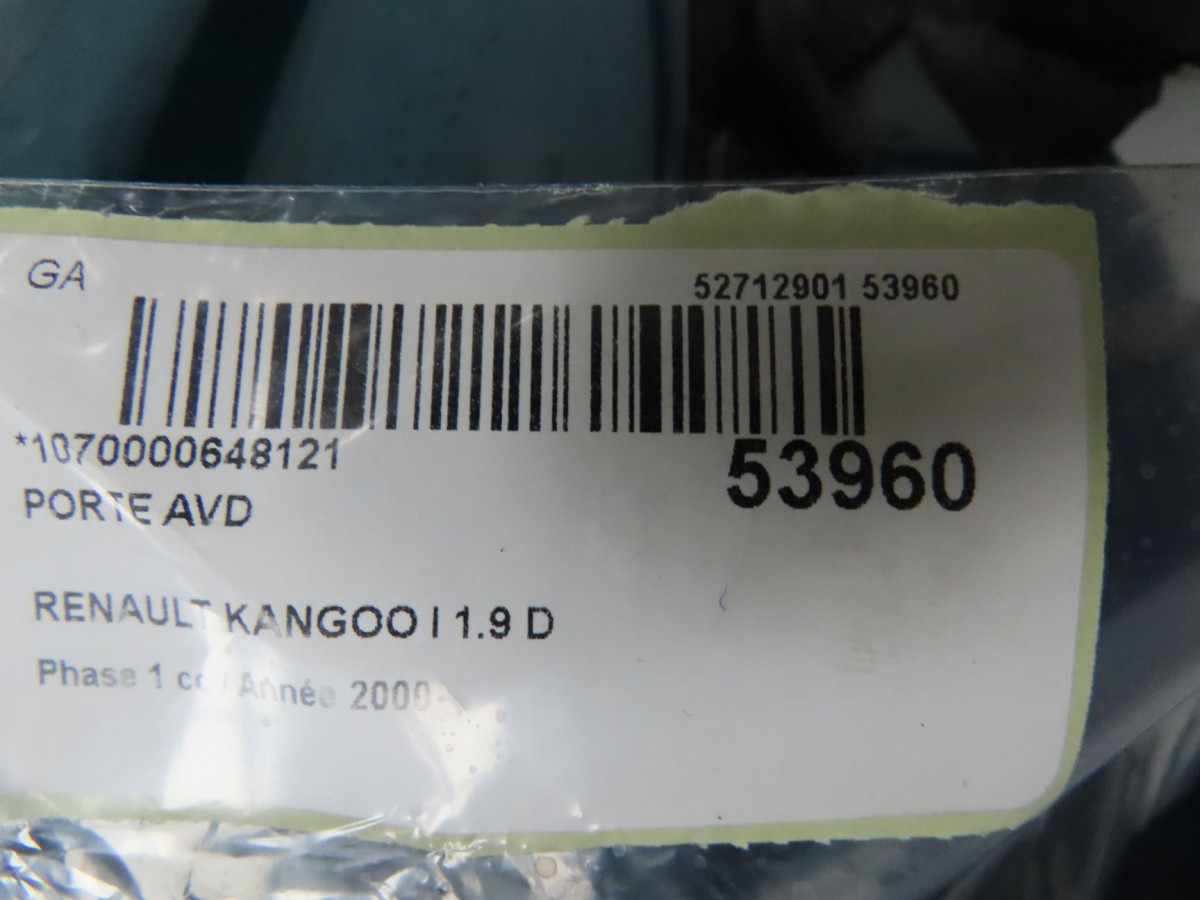 GA
52712901 53960
*1070000648121
53960
PORTE AVD
RENAULT KANGOO I 1.9 D
Phase 1 cc / Année 2000